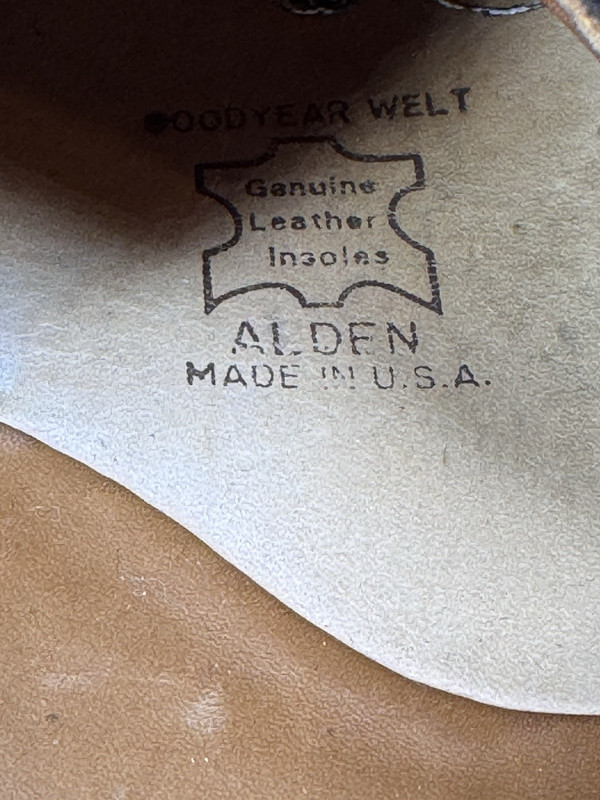 GOODYEAR WELT
Genuine
Leather
Insoles
ALDEN
MADE IN U.S.A.